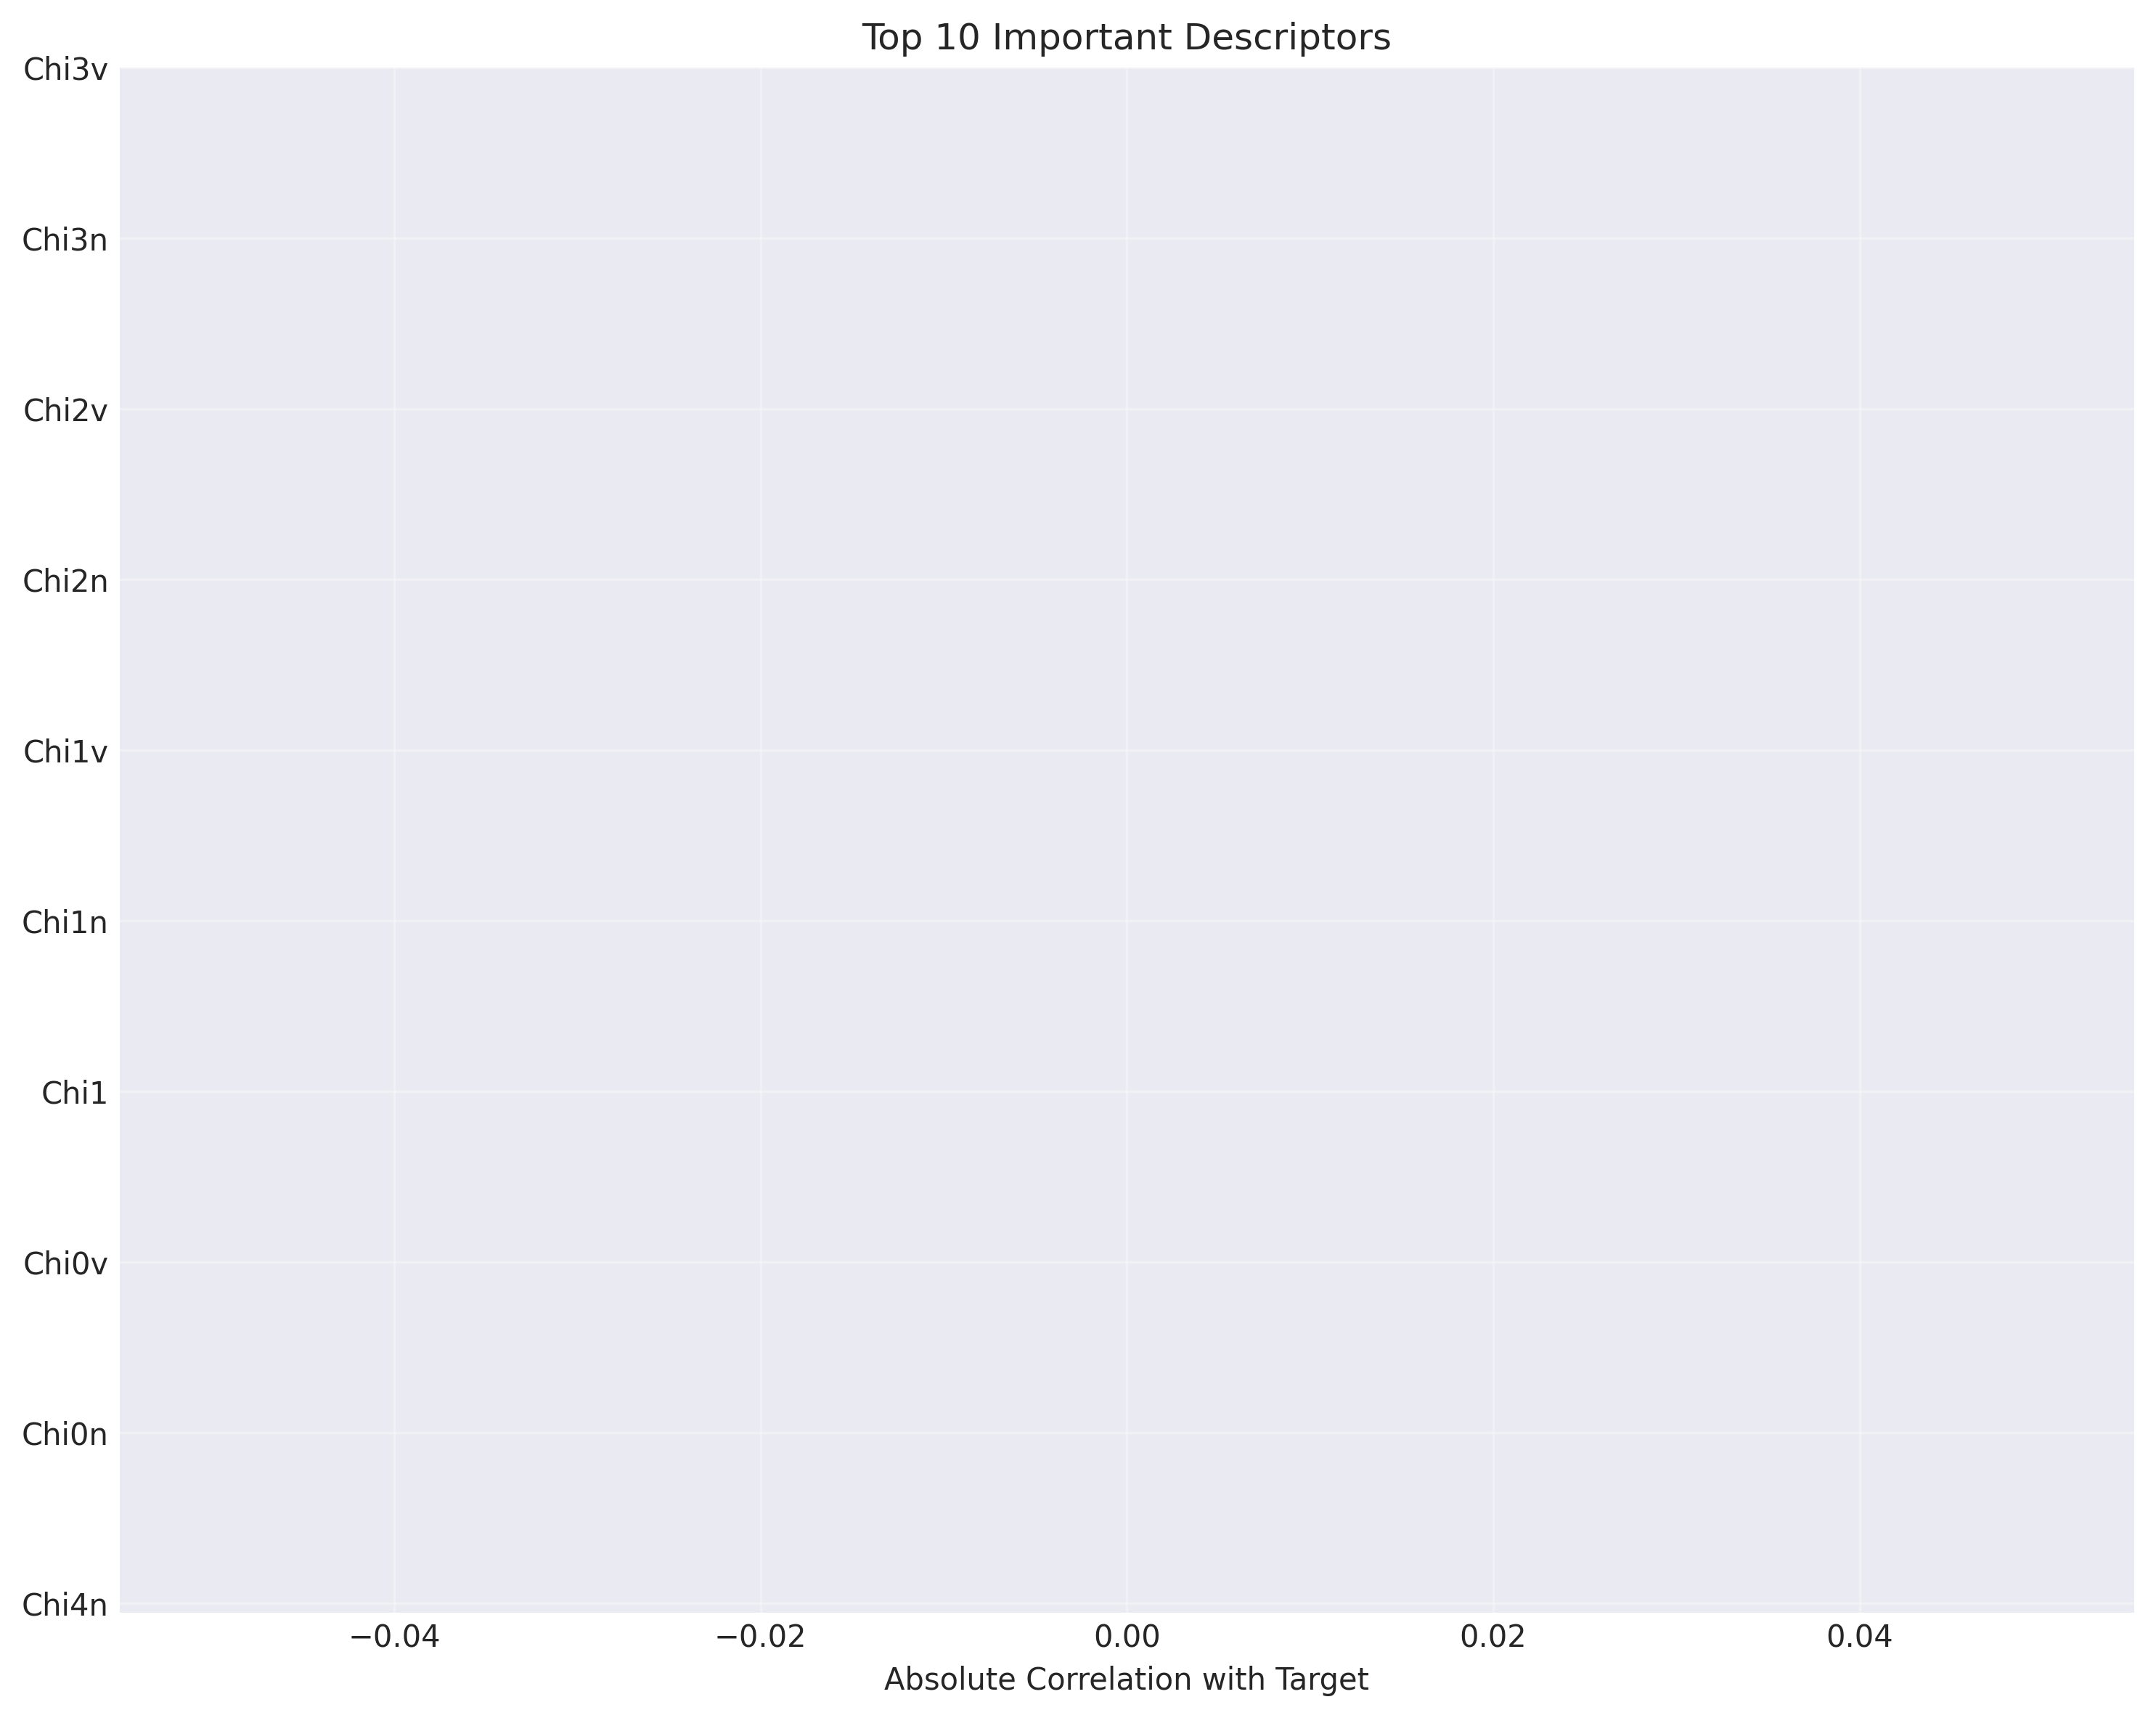 Top 10 Important Descriptors
Chi3v
Chi3n
Chi2v
Chi2n
Chi1v
Chi1n
Chi1
Chi0v
Chi0n
Chi4n
−0.04 −0.02 0.00 0.02 0.04
Absolute Correlation with Target